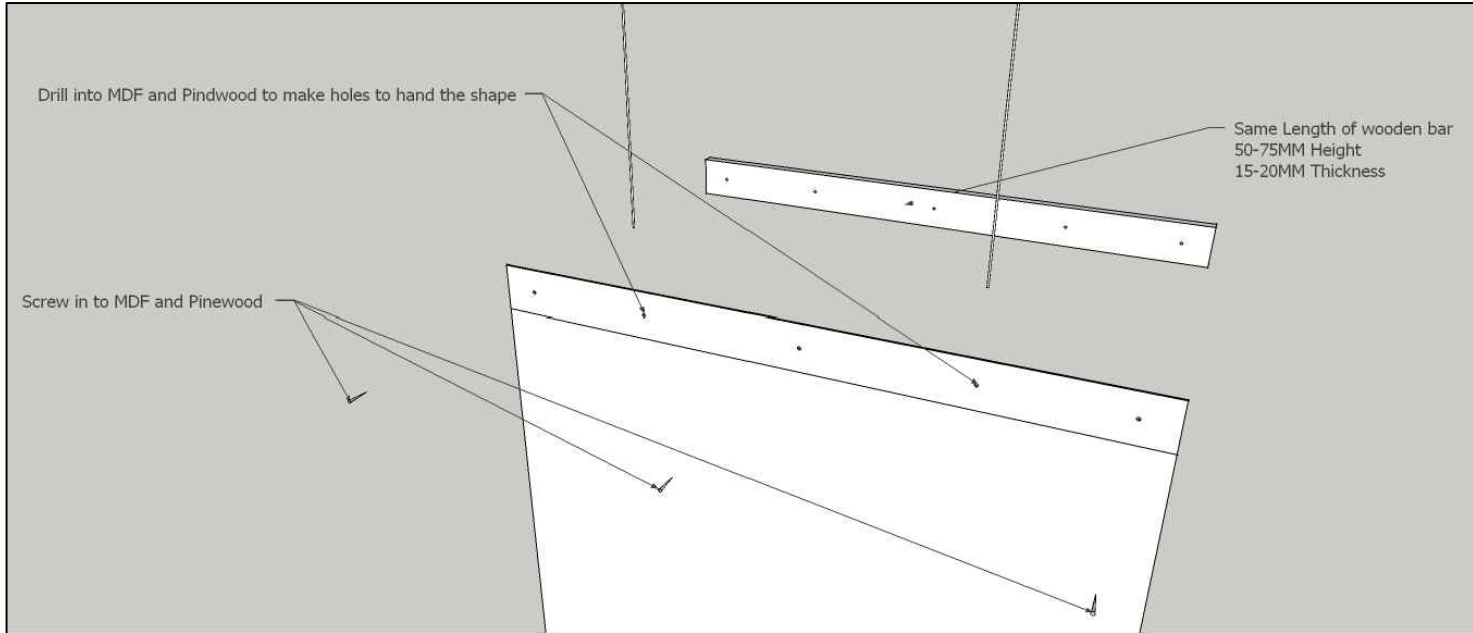 Drill into MDF and Pindwood to make holes to hand the shape
Same Length of wooden bar
50-75MM Height
15-20MM Thickness
Screw in to MDF and Pinewood